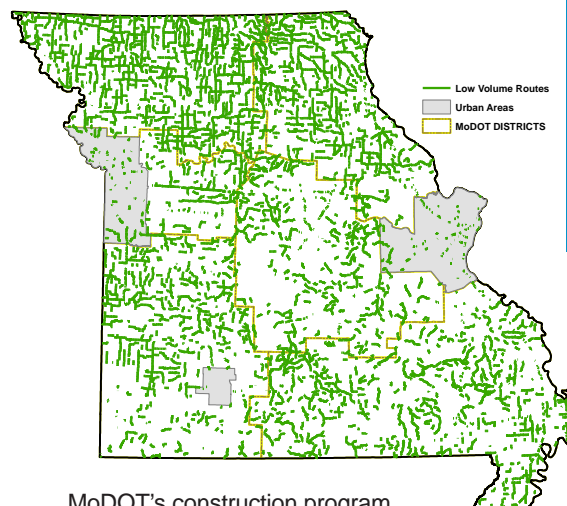 Low Volume Routes
Urban Areas
MoDOT DISTRICTS
MoDOT's construction program